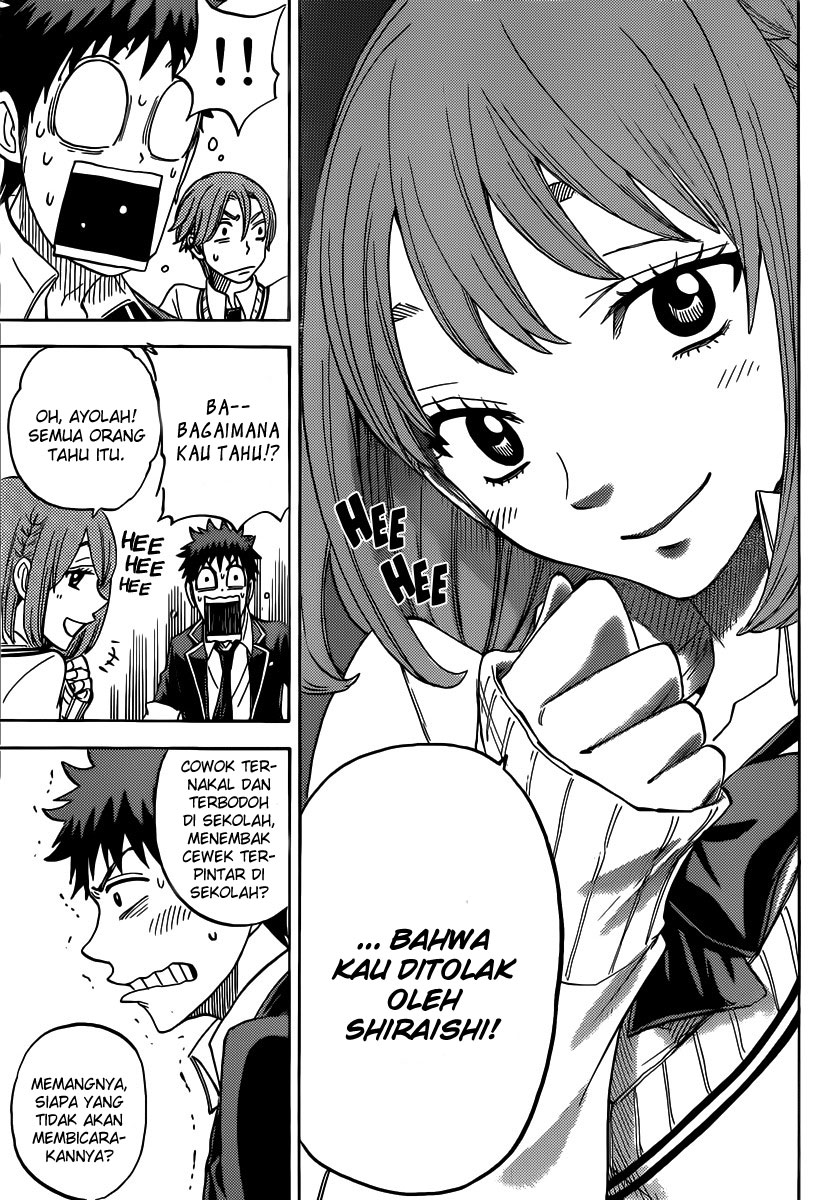 HEE
HEE
... BAHWA
KAU DITOLAK
OLEH
SHIRAISHI!
!!
BA--
BAGAIMANA
KAU TAHU!?
OH, AYOLAH!
SEMUA ORANG
TAHU ITU.
HEE
HEE
HEE
COWOK TER-
NAKAL DAN
TERBODOH
DI SEKOLAH,
MENEMBAK
CEWEK TER-
PINTAR DI
SEKOLAH?
MEMANGNYA,
SIAPA YANG
TIDAK AKAN
MEMBICARA-
KANNYA?